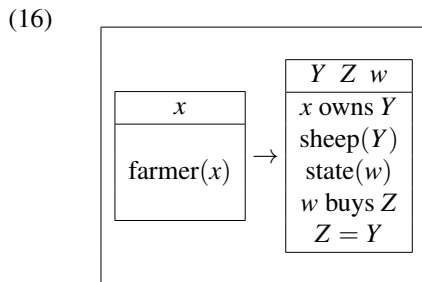 (16)
x
farmer(x)
→
Y Z w
x owns Y
sheep(Y)
state(w)
w buys Z
Z = Y